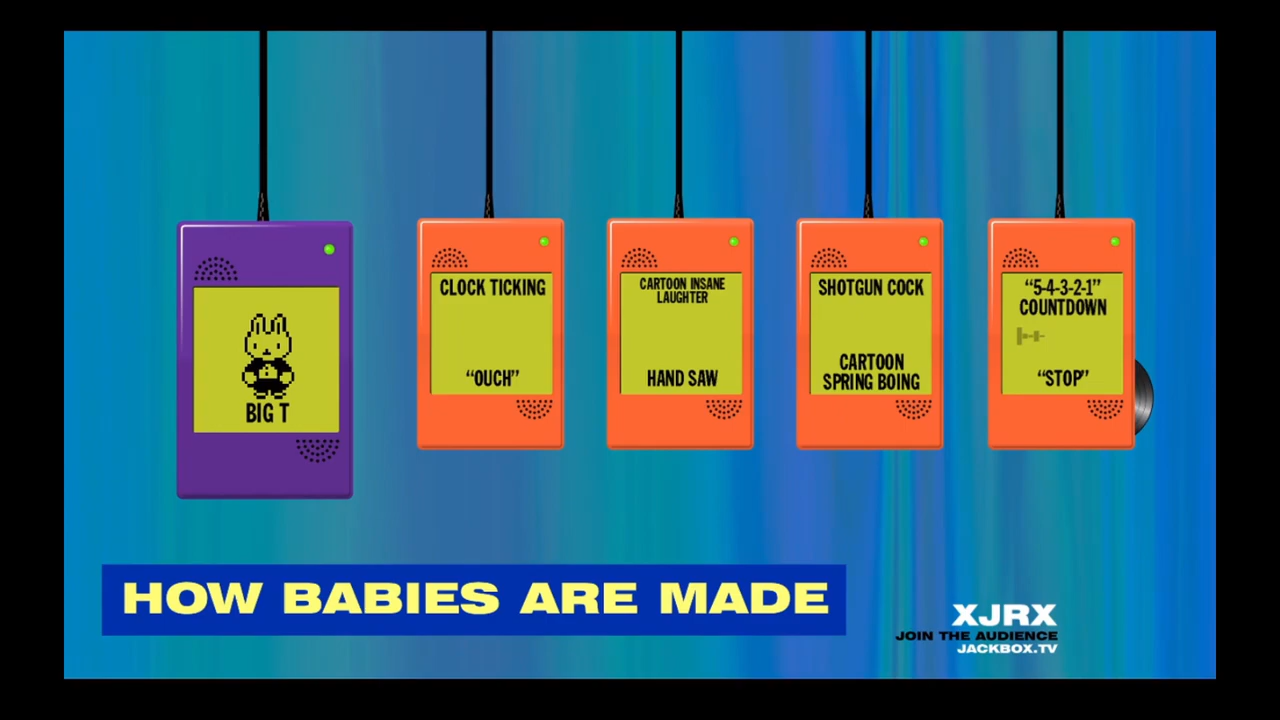 BIG T
CLOCK TICKING
“OUCH”
CARTOON INSANE
LAUGHTER
HAND SAW
SHOTGUN COCK
CARTOON
SPRING BOING
“5-4-3-2-1”
COUNTDOWN
“STOP”
HOW BABIES ARE MADE
XJRX
JOIN THE AUDIENCE
JACKBOX.TV